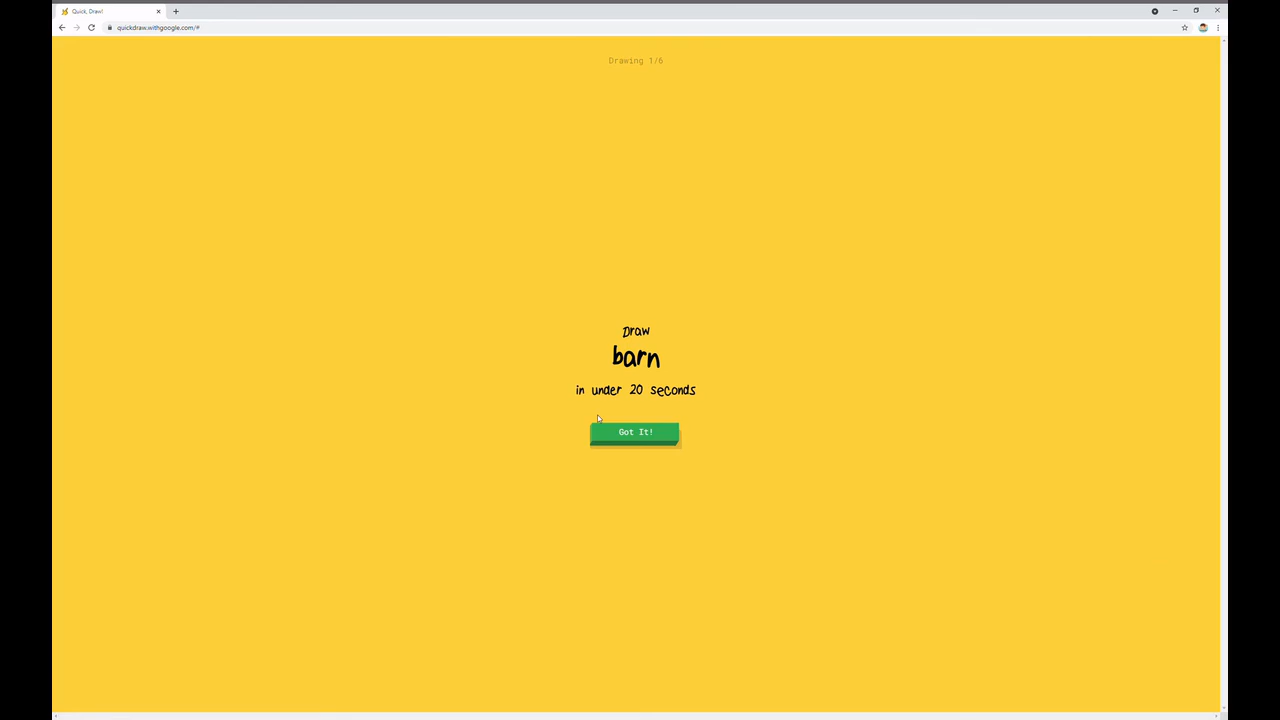 Quick, Draw!
quickdraw.withgoogle.com/#
Drawing 1/6
Draw
barn
in under 20 seconds
Got It!